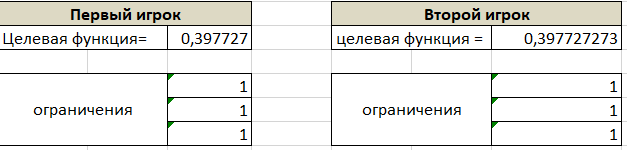 Первый игрок Второй игрок
Целевая функция= 0,397727 целевая функция = 0,397727273
1 1
ограничения 1 ограничения 1
1 1